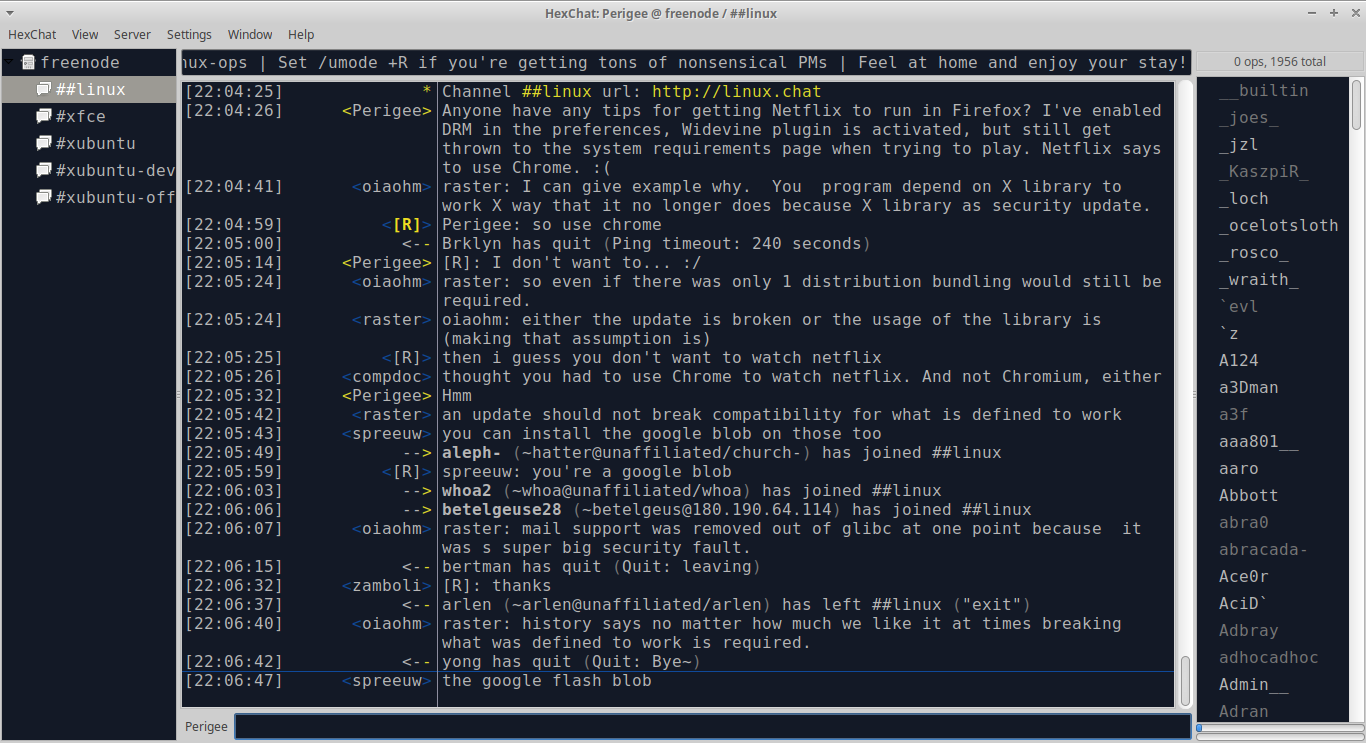 HexChat: Perigee @ freenode / ##linux
HexChat View Server Settings Window Help
freenode
##linux
#xfce
#xubuntu
#xubuntu-dev
#xubuntu-off
nux-ops | Set /umode +R if you're getting tons of nonsensical PMs | Feel at home and enjoy your stay!
[22:04:25] * Channel ##linux url: http://linux.chat
[22:04:26] <Perigee> Anyone have any tips for getting Netflix to run in Firefox? I've enabled
DRM in the preferences, Widevine plugin is activated, but still get
thrown to the system requirements page when trying to play. Netflix says
to use Chrome. :(
[22:04:41] <oiaohm> raster: I can give example why.  You  program depend on X library to
work X way that it no longer does because X library as security update.
[22:04:59] <[R]> Perigee: so use chrome
[22:05:00] <-- Brklyn has quit (Ping timeout: 240 seconds)
[22:05:14] <Perigee> [R]: I don't want to... :/
[22:05:24] <oiaohm> raster: so even if there was only 1 distribution bundling would still be
required.
[22:05:24] <raster> oiaohm: either the update is broken or the usage of the library is
(making that assumption is)
[22:05:25] <[R]> then i guess you don't want to watch netflix
[22:05:26] <compdoc> thought you had to use Chrome to watch netflix. And not Chromium, either
[22:05:32] <Perigee> Hmm
[22:05:42] <raster> an update should not break compatibility for what is defined to work
[22:05:43] <spreeuw> you can install the google blob on those too
[22:05:49] --> aleph- (~hatter@unaffiliated/church-) has joined ##linux
[22:05:59] <[R]> spreeuw: you're a google blob
[22:06:03] --> whoa2 (~whoa@unaffiliated/whoa) has joined ##linux
[22:06:06] --> betelgeuse28 (~betelgeus@180.190.64.114) has joined ##linux
[22:06:07] <oiaohm> raster: mail support was removed out of glibc at one point because  it
was s super big security fault.
[22:06:15] <-- bertman has quit (Quit: leaving)
[22:06:32] <zamboli> [R]: thanks
[22:06:37] <-- arlen (~arlen@unaffiliated/arlen) has left ##linux ("exit")
[22:06:40] <oiaohm> raster: history says no matter how much we like it at times breaking
what was defined to work is required.
[22:06:42] <-- yong has quit (Quit: Bye~)
[22:06:47] <spreeuw> the google flash blob
Perigee
0 ops, 1956 total
__builtin
_joes_
_jzl
_KaszpiR_
_loch
_ocelotsloth
_rosco_
_wraith_
`evl
`z
A124
a3Dman
a3f
aaa801__
aaro
Abbott
abra0
abracada-
Ace0r
AciD`
Adbray
adhocadhoc
Admin__
Adran